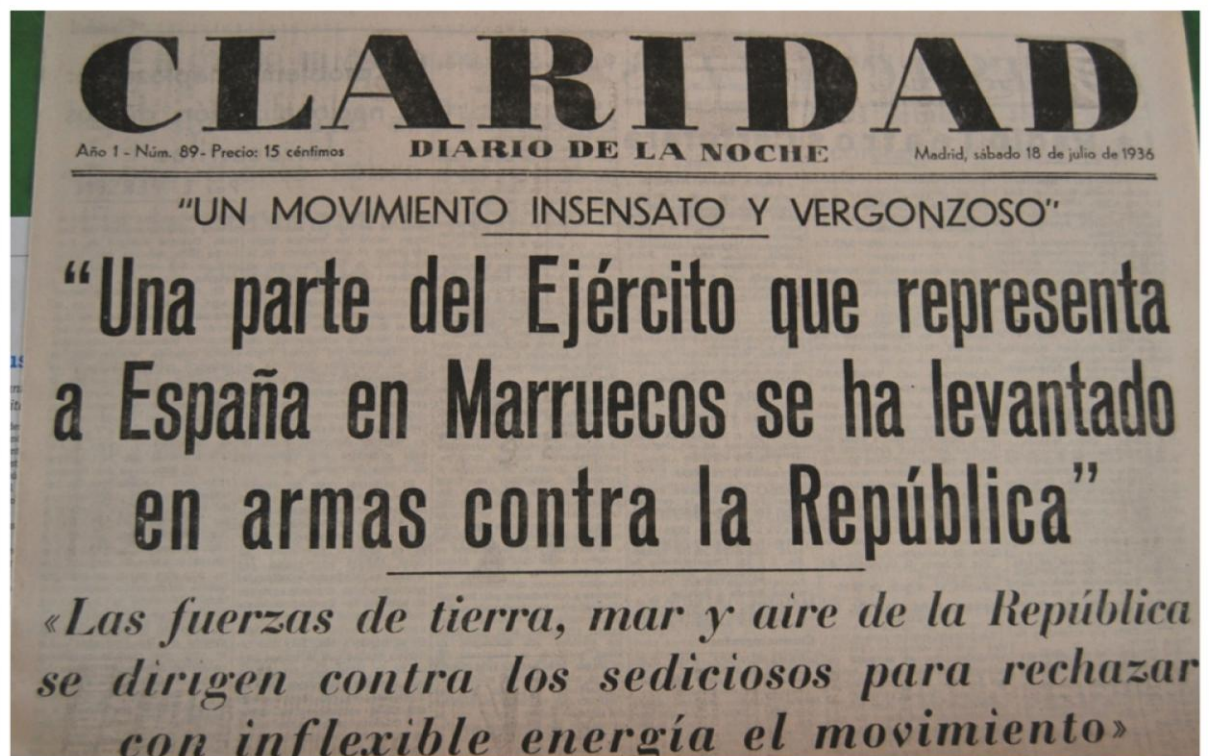 CLARIDAD
Año 1 - Núm. 89 - Precio: 15 céntimos
DIARIO DE LA NOCHE
Madrid, sábado 18 de julio de 1936
"UN MOVIMIENTO INSENSATO Y VERGONZOSO"
"Una parte del Ejército que representa
a España en Marruecos se ha levantado
en armas contra la República"
«Las fuerzas de tierra, mar y aire de la República
se dirigen contra los sediciosos para rechazar
con inflexible energía el movimiento»